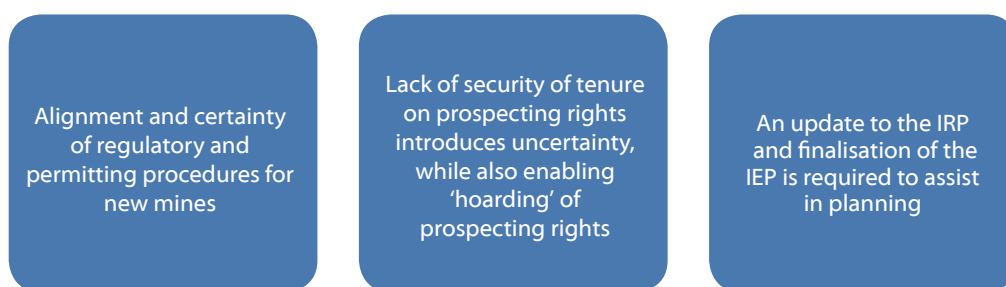 Alignment and certainty
of regulatory and
permitting procedures for
new mines
Lack of security of tenure
on prospecting rights
introduces uncertainty,
while also enabling
‘hoarding’ of
prospecting rights
An update to the IRP
and finalisation of the
IEP is required to assist
in planning